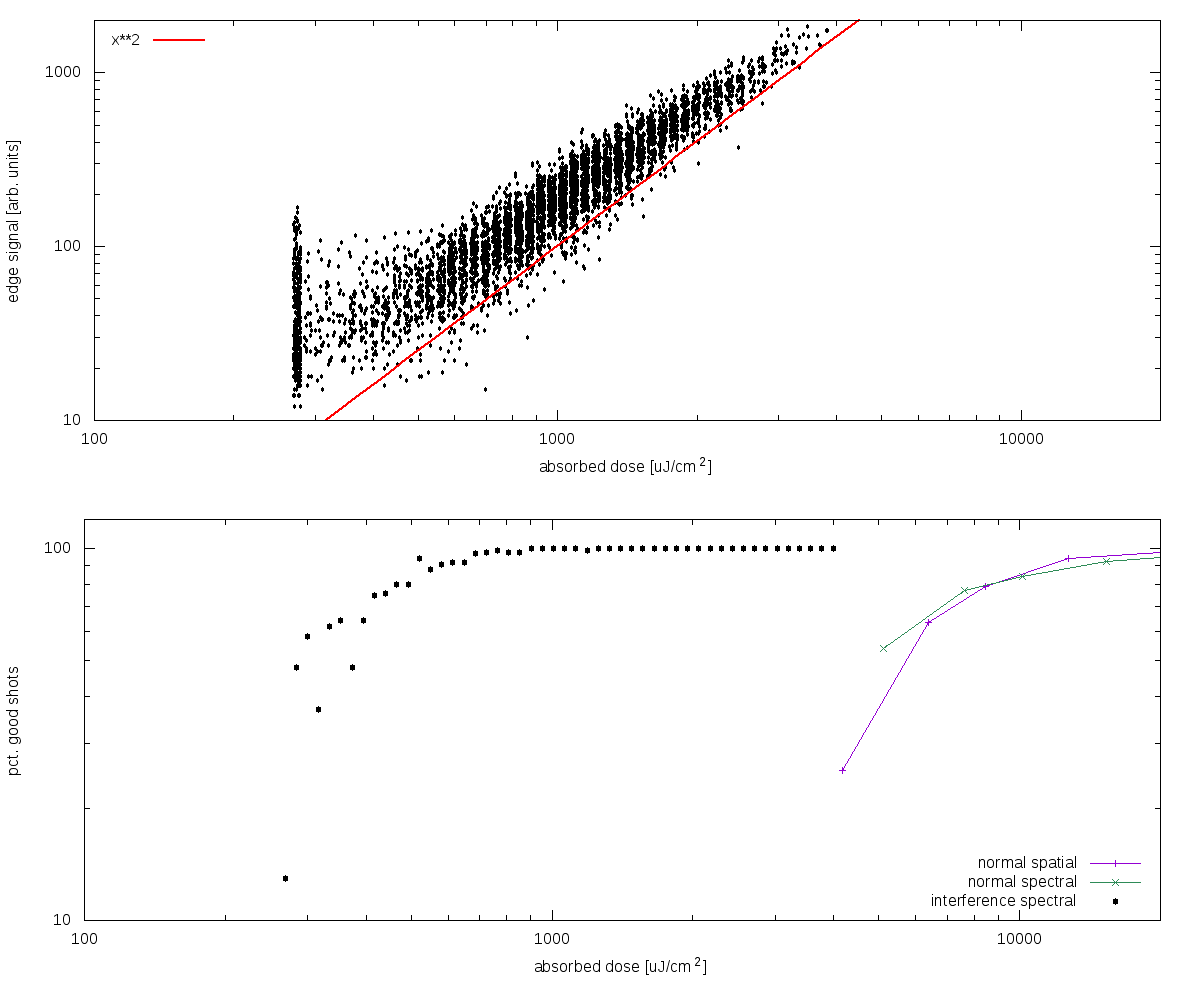 x**2
1000
100
10
edge signal [arb. units]
100
1000
10000
absorbed dose [uJ/cm²]
100
10
pct. good shots
normal spatial
normal spectral
interference spectral
100
1000
10000
absorbed dose [uJ/cm²]